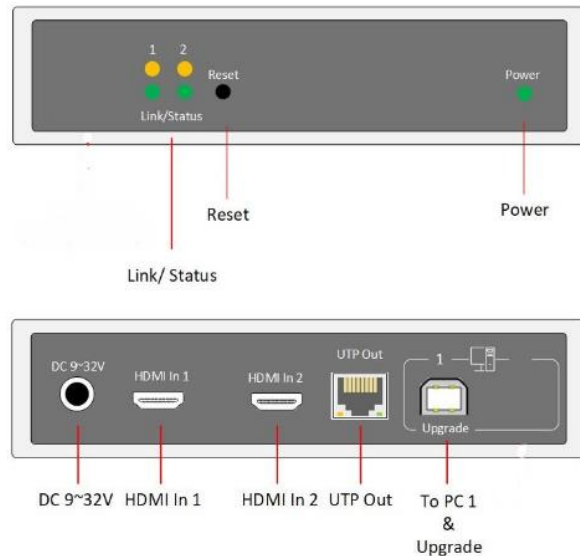 1 2
Reset
Power
Link/Status
Reset
Power
Link/ Status
DC 9~32V
HDMI In 1
HDMI In 2
UTP Out
1
Upgrade
DC 9~32V
HDMI In 1
HDMI In 2
UTP Out
To PC 1
&
Upgrade